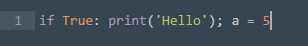 1 if True: print('Hello'); a = 5